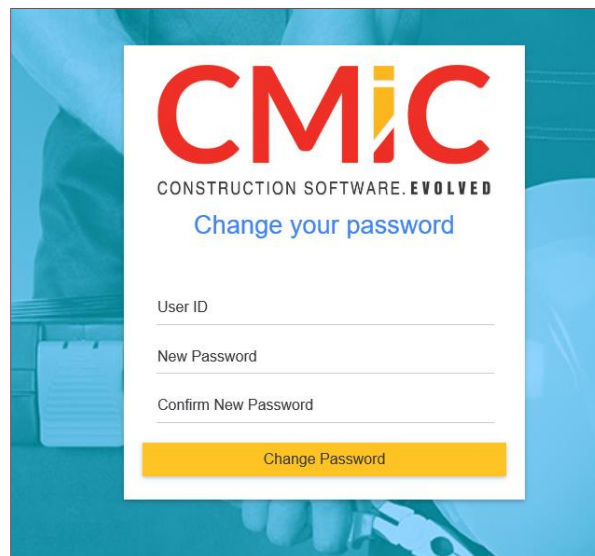 CMiC
CONSTRUCTION SOFTWARE. EVOLVED
Change your password
User ID
New Password
Confirm New Password
Change Password